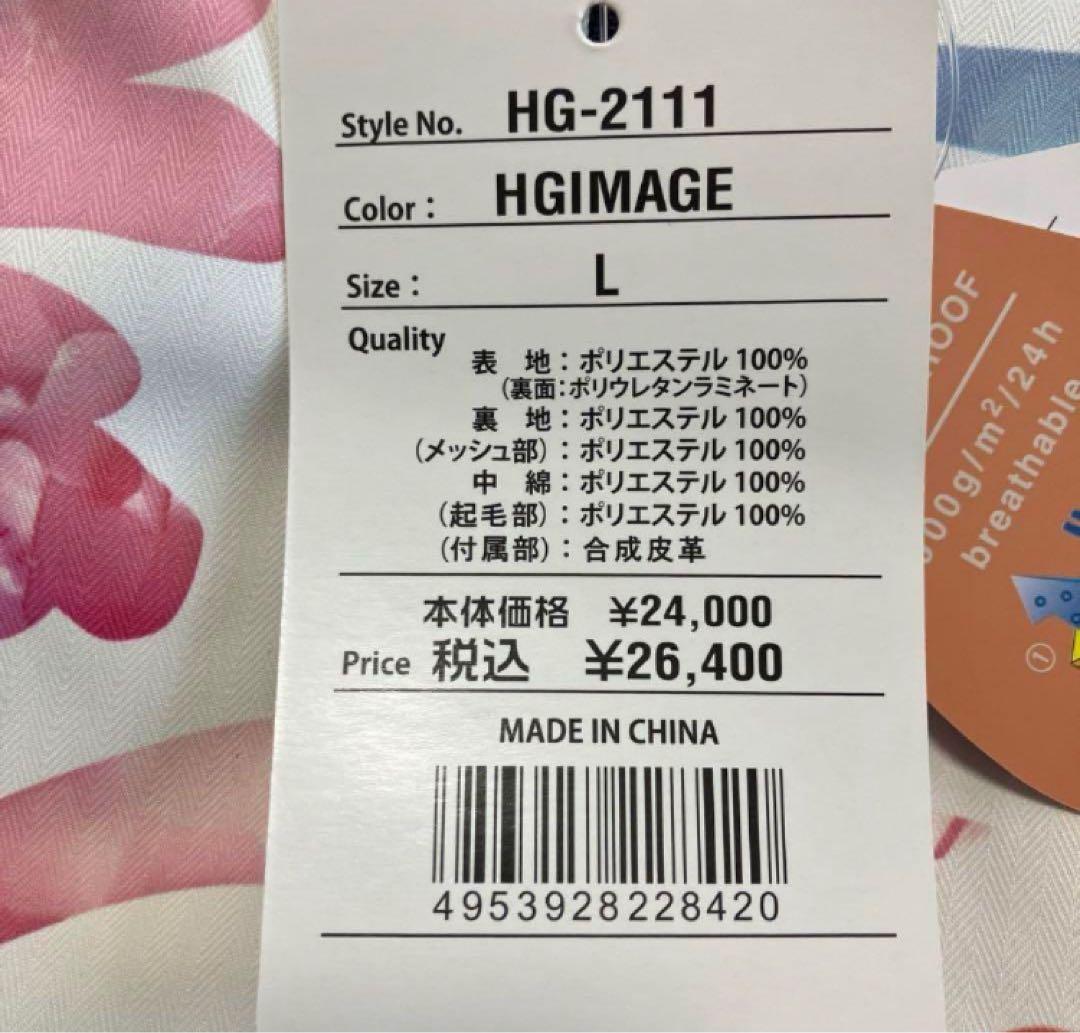 Style No. HG-2111
Color : HGIMAGE
Size : L
Quality
表 地 : ポリエステル 100%
(裏面:ポリウレタンラミネート)
裏 地 : ポリエステル 100%
(メッシュ部) : ポリエステル 100%
中 綿 : ポリエステル 100%
(起毛部) : ポリエステル 100%
(付属部) : 合成皮革
本体価格 ¥24,000
Price 税込 ¥26,400
MADE IN CHINA
4953928228420
g/m²/24h
breathable
①